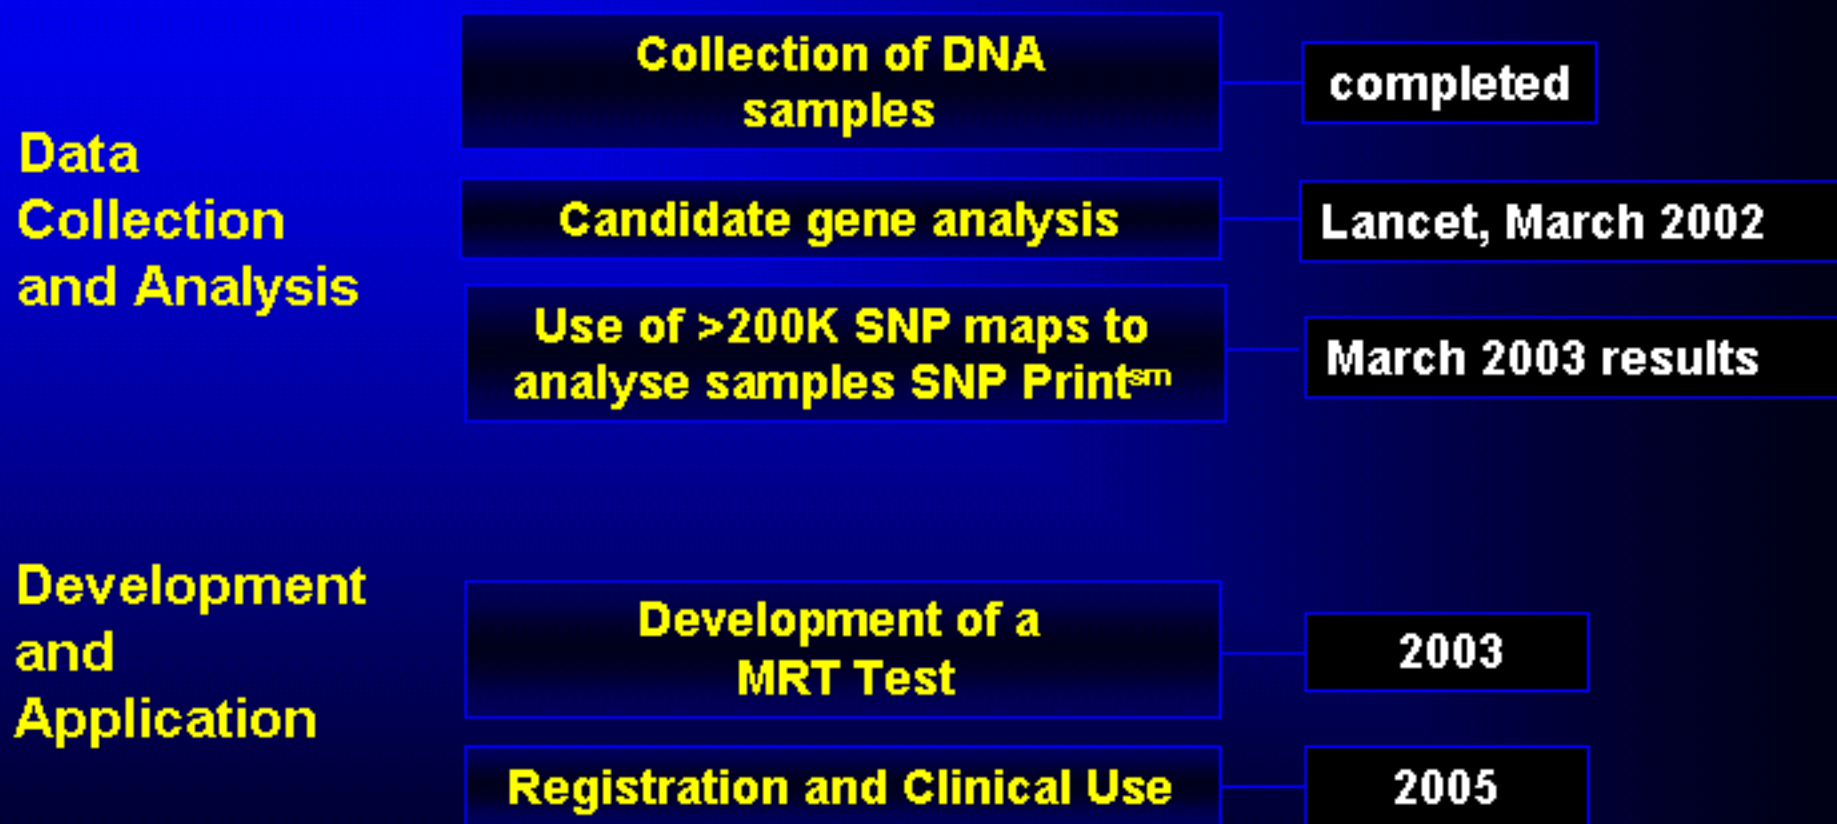 Data
Collection
and Analysis
Collection of DNA
samples
completed
Candidate gene analysis
Lancet, March 2002
Use of >200K SNP maps to
analyse samples SNP Printsm
March 2003 results
Development
and
Application
Development of a
MRT Test
2003
Registration and Clinical Use
2005